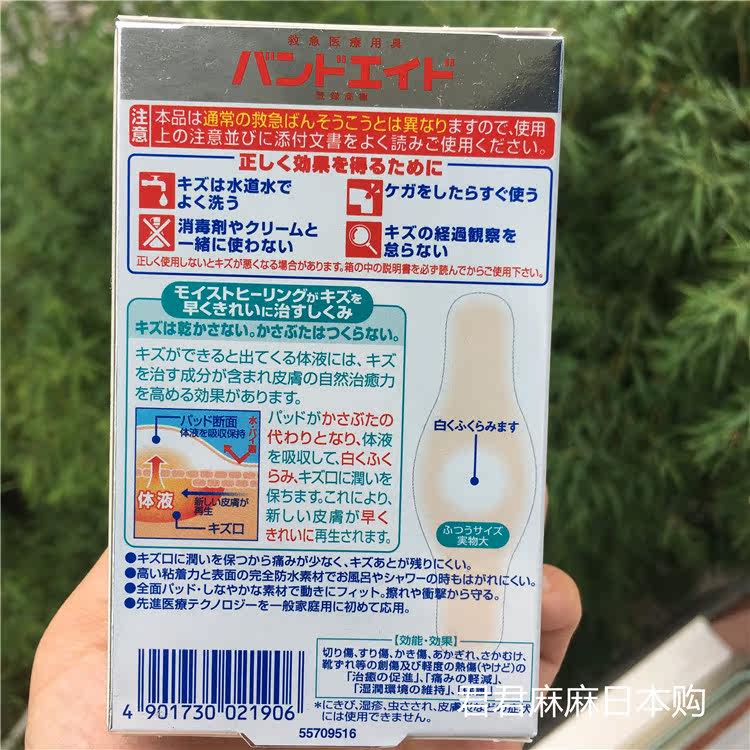 救急医療用具
バンドエイド
登録商標
注意
本品は通常の救急ばんそうこうとは異なりますので、使用
上の注意並びに添付文書をよく読みご使用ください。
正しく効果を得るために
キズは水道水で
よく洗う
ケガをしたらすぐ使う
消毒剤やクリームと
一緒に使わない
キズの経過観察を
怠らない
正しく使用しないとキズが悪くなる場合があります。箱の中の説明書を必ず読んでからご使用下さい。
モイストヒーリングがキズを
早くきれいに治すしくみ
キズは乾かさない。かさぶたはつくらない。
キズができると出てくる体液には、キズ
を治す成分が含まれ皮膚の自然治癒力
を高める効果があります。
パッド断面
体液を吸収保持
水・バイ菌
体液
新しい皮膚が
再生
キズ口
パッドがかさぶたの
代わりとなり、体液
を吸収して、白くふく
らみ、キズ口に潤いを
保ちます。これにより、
新しい皮膚が早く
きれいに再生されます。
白くふくらみます
ふつうサイズ
実物大
●キズ口に潤いを保つから痛みが少なく、キズあとが残りにくい。
●高い粘着力と表面の完全防水素材でお風呂やシャワーの時もはがれにくい。
●全面パッド・しなやかな素材で動きにフィット。擦れや衝撃から守る。
●先進医療テクノロジーを一般家庭用に初めて応用。
【効能・効果】
切り傷、すり傷、かき傷、あかぎれ、さかむけ、
靴ずれ等の創傷及び軽度の熱傷(やけど)の
「治癒の促進」、「痛みの軽減」、
「湿潤環境の維持」、
*にきび、湿疹、虫さされ、皮膚
症状
には使用できません。
4 901730 021906
55709516
君君麻麻日本购